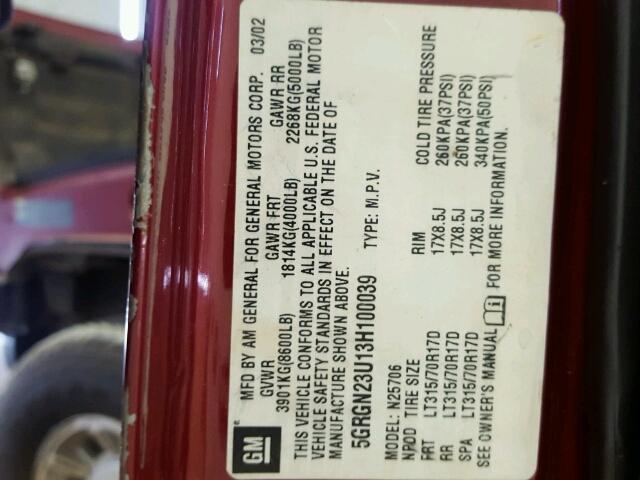 GM
MFD BY AM GENERAL FOR GENERAL MOTORS CORP. 03/02
GVWR GAWR FRT GAWR RR
3901KG(8600LB) 1814KG(4000LB) 2268KG(5000LB)
THIS VEHICLE CONFORMS TO ALL APPLICABLE U.S. FEDERAL MOTOR
VEHICLE SAFETY STANDARDS IN EFFECT ON THE DATE OF
MANUFACTURE SHOWN ABOVE.
5GRGN23U13H100039 TYPE: M.P.V.
MODEL: N25706
NPOD TIRE SIZE RIM COLD TIRE PRESSURE
FRT LT315/70R17D 17X8.5J 260KPA(37PSI)
RR LT315/70R17D 17X8.5J 260KPA(37PSI)
SPA LT315/70R17D 17X8.5J 340KPA(50PSI)
SEE OWNER'S MANUAL FOR MORE INFORMATION.